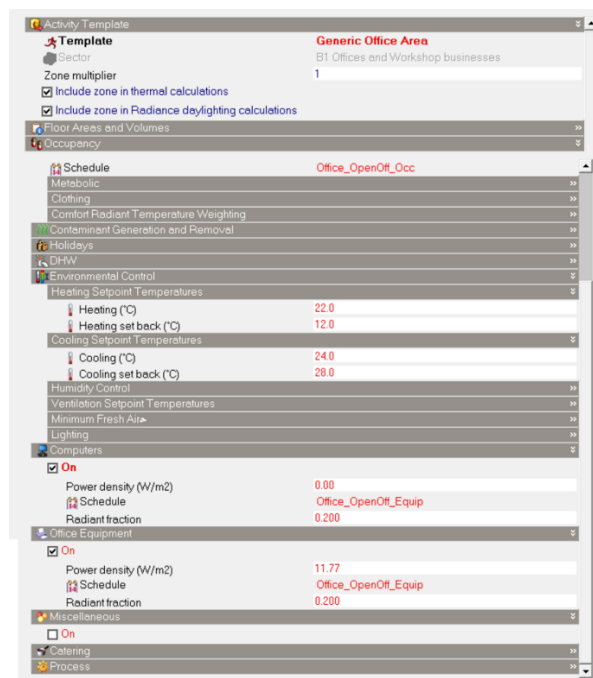 Activity Template
Template Generic Office Area
Sector B1 Offices and Workshop businesses
Zone multiplier 1
Include zone in thermal calculations
Include zone in Radiance daylighting calculations
Floor Areas and Volumes
Occupancy
Schedule Office_OpenOff_Occ
Metabolic
Clothing
Comfort Radiant Temperature Weighting
Contaminant Generation and Removal
Holidays
DHW
Environmental Control
Heating Setpoint Temperatures
Heating (°C) 22.0
Heating set back (°C) 12.0
Cooling Setpoint Temperatures
Cooling (°C) 24.0
Cooling set back (°C) 28.0
Humidity Control
Ventilation Setpoint Temperatures
Minimum Fresh Air
Lighting
Computers
On
Power density (W/m2) 0.00
Schedule Office_OpenOff_Equip
Radiant fraction 0.200
Office Equipment
On
Power density (W/m2) 11.77
Schedule Office_OpenOff_Equip
Radiant fraction 0.200
Miscellaneous
On
Catering
Process